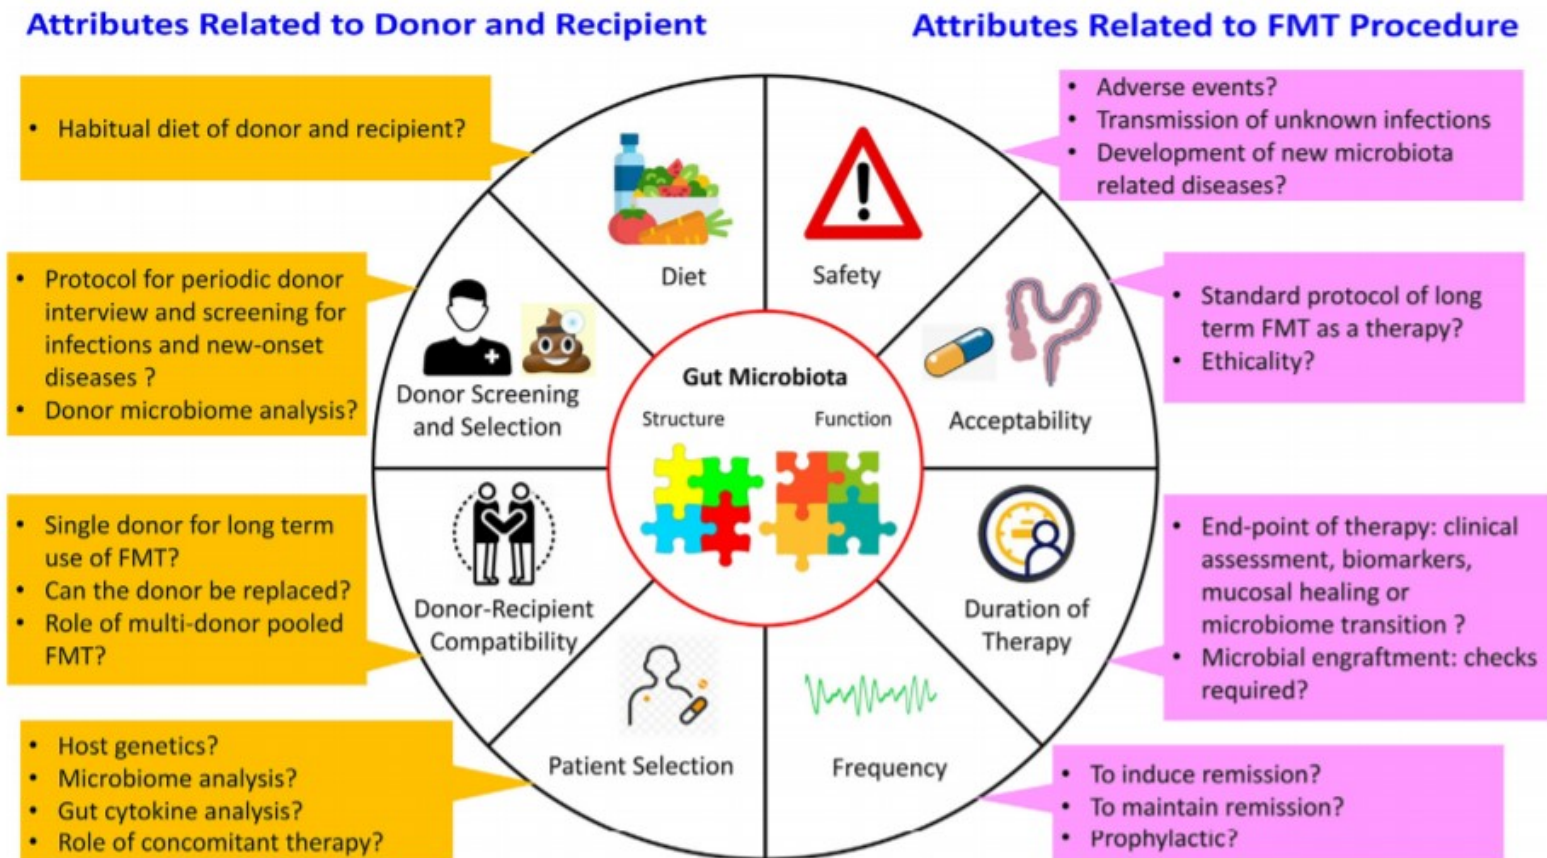 Attributes Related to Donor and Recipient
Attributes Related to FMT Procedure
• Habitual diet of donor and recipient?
• Protocol for periodic donor
interview and screening for
infections and new-onset
diseases ?
• Donor microbiome analysis?
• Single donor for long term
use of FMT?
• Can the donor be replaced?
• Role of multi-donor pooled
FMT?
• Host genetics?
• Microbiome analysis?
• Gut cytokine analysis?
• Role of concomitant therapy?
Diet
Safety
Donor Screening
and Selection
Acceptability
Gut Microbiota
Structure
Function
Donor-Recipient
Compatibility
Duration of
Therapy
Patient Selection
Frequency
• Adverse events?
• Transmission of unknown infections
• Development of new microbiota
related diseases?
• Standard protocol of long
term FMT as a therapy?
• Ethicality?
• End-point of therapy: clinical
assessment, biomarkers,
mucosal healing or
microbiome transition ?
• Microbial engraftment: checks
required?
• To induce remission?
• To maintain remission?
• Prophylactic?